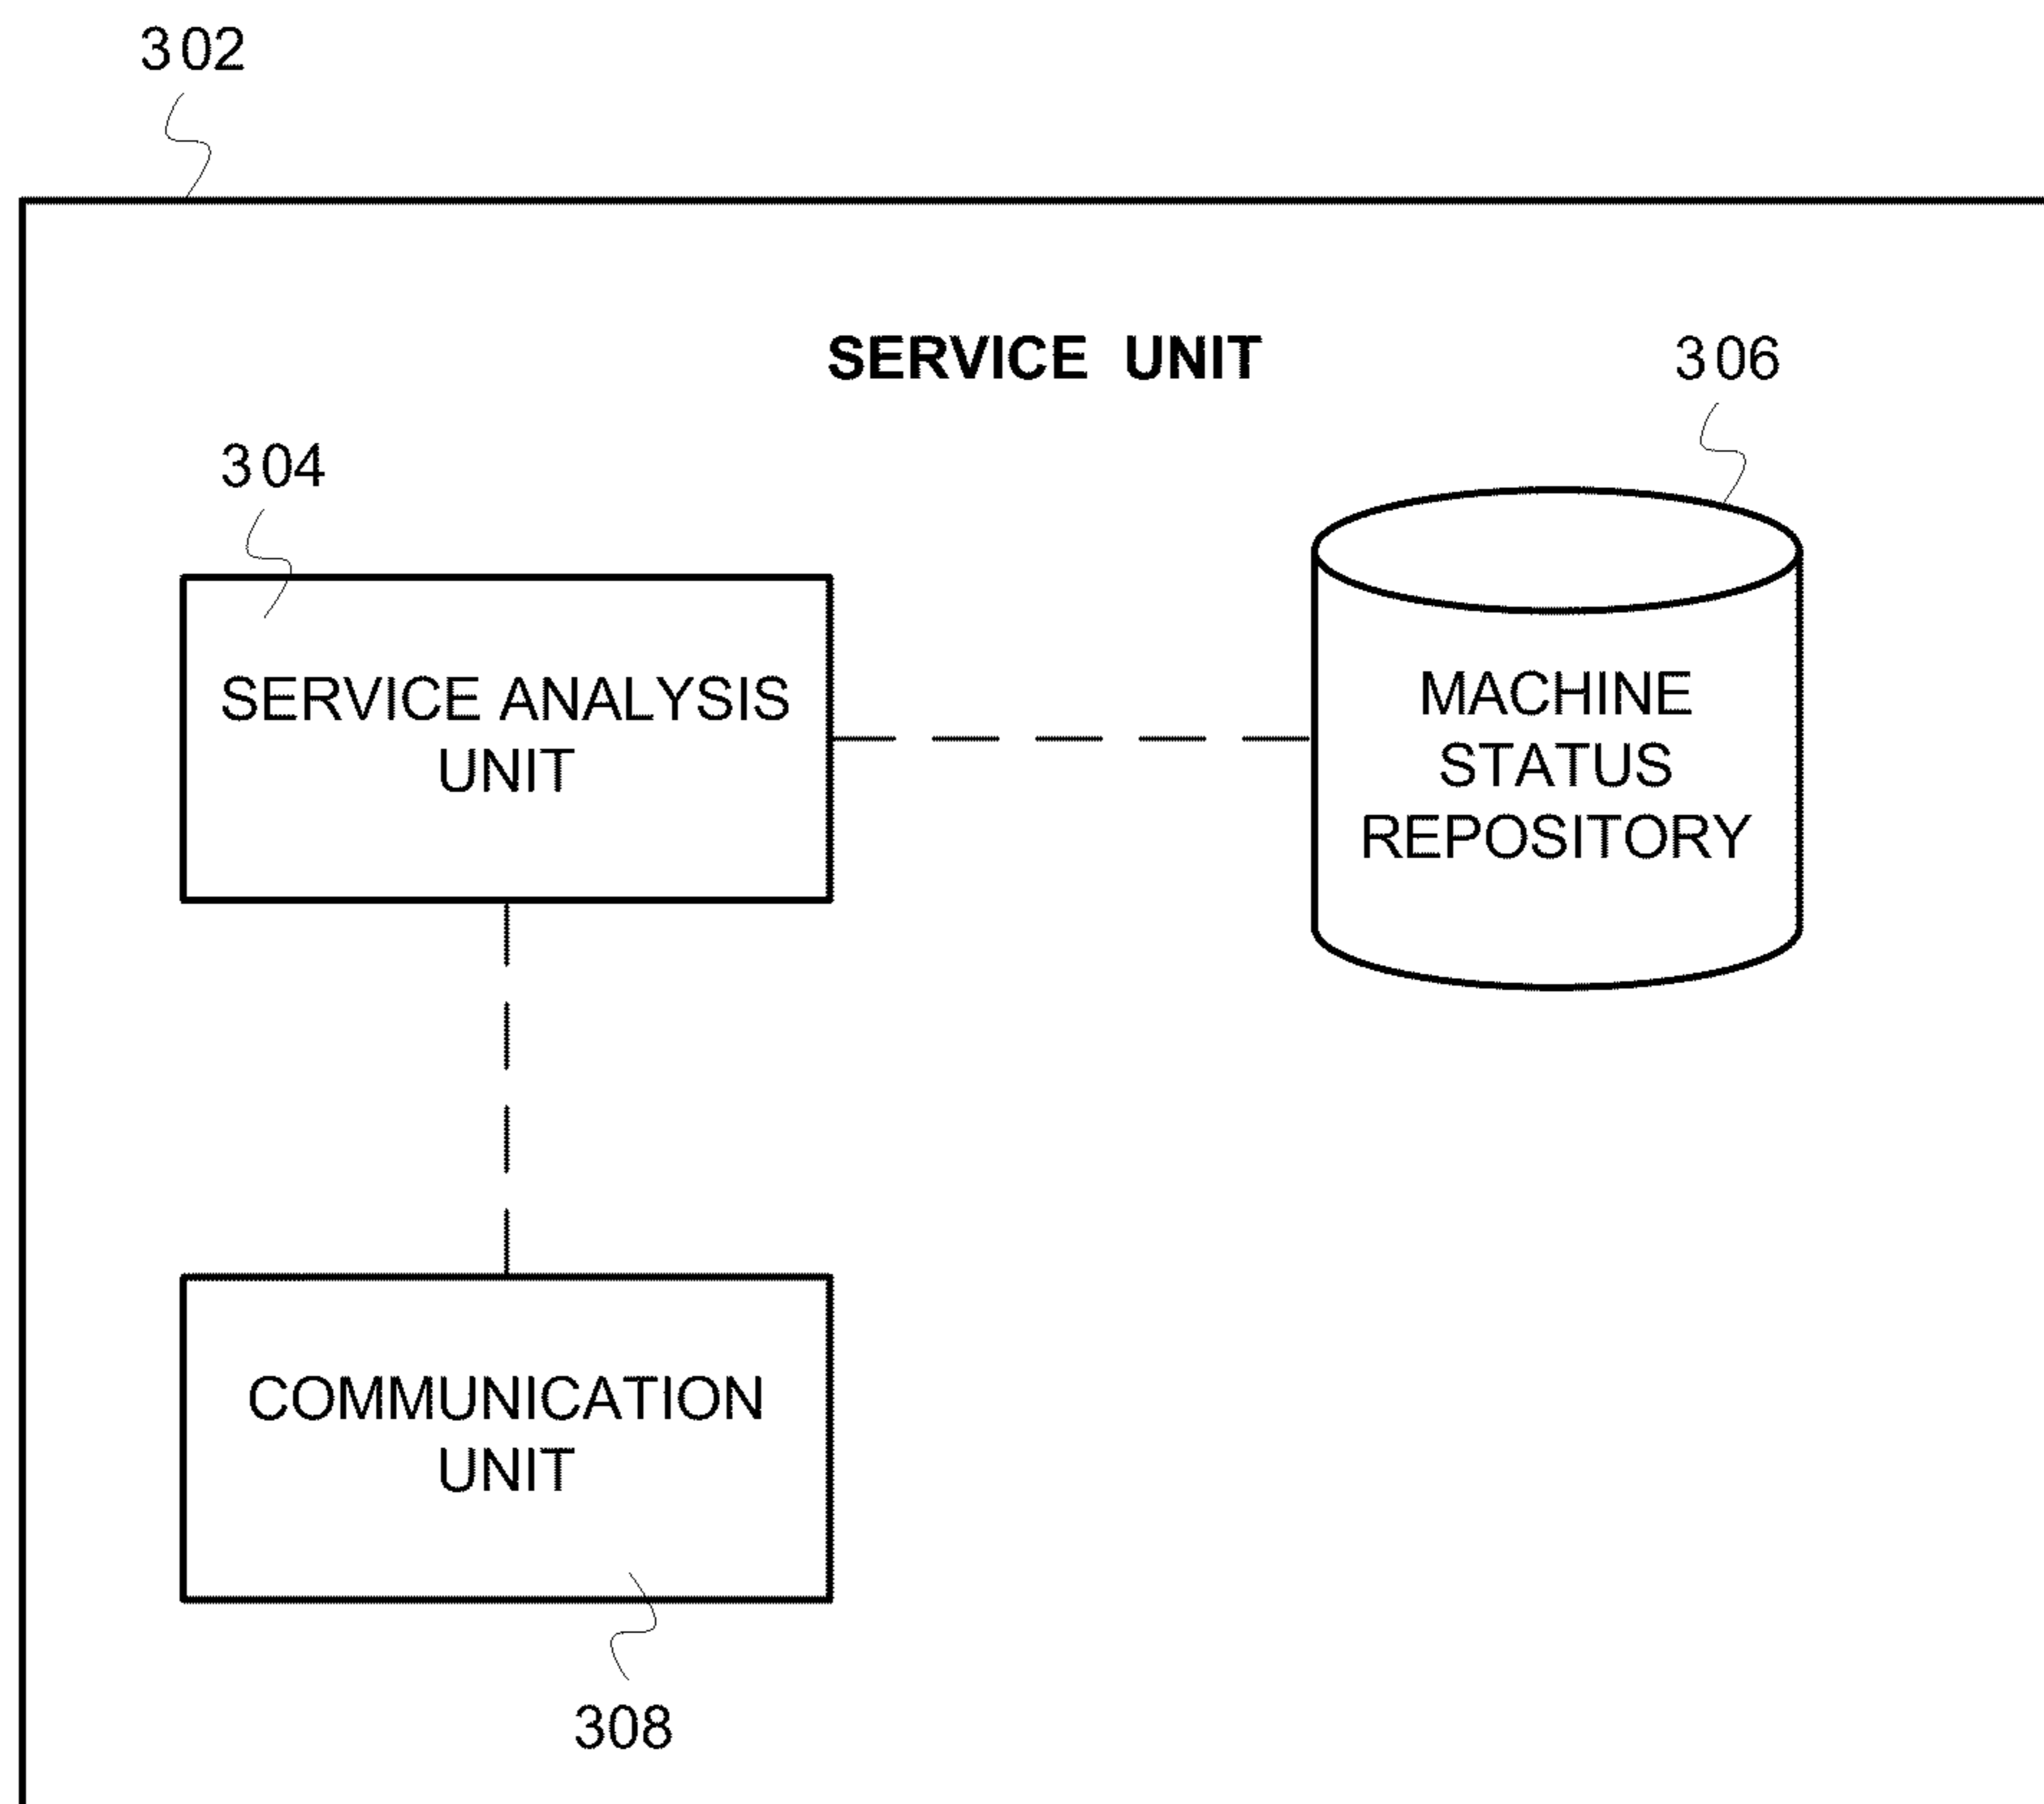 302
SERVICE UNIT
306
304
SERVICE ANALYSIS
UNIT
MACHINE
STATUS
REPOSITORY
COMMUNICATION
UNIT
308